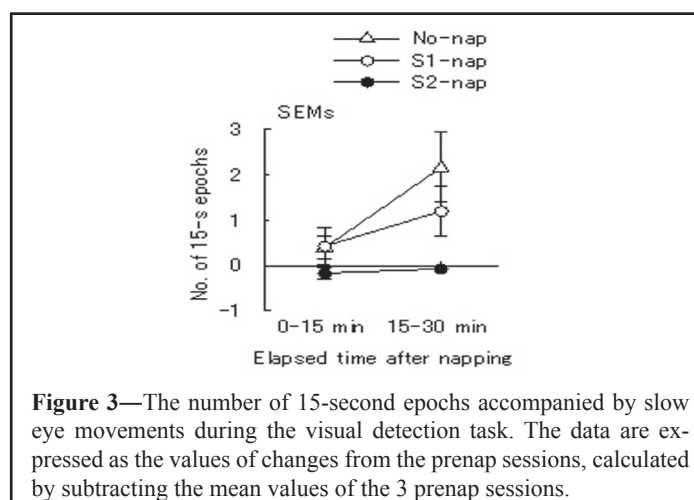 No-nap
S1-nap
S2-nap
SEMs
3
2
1
0
-1
No. of 15-s epochs
0-15 min 15-30 min
Elapsed time after napping
Figure 3—The number of 15-second epochs accompanied by slow
eye movements during the visual detection task. The data are ex-
pressed as the values of changes from the prenap sessions, calculated
by subtracting the mean values of the 3 prenap sessions.